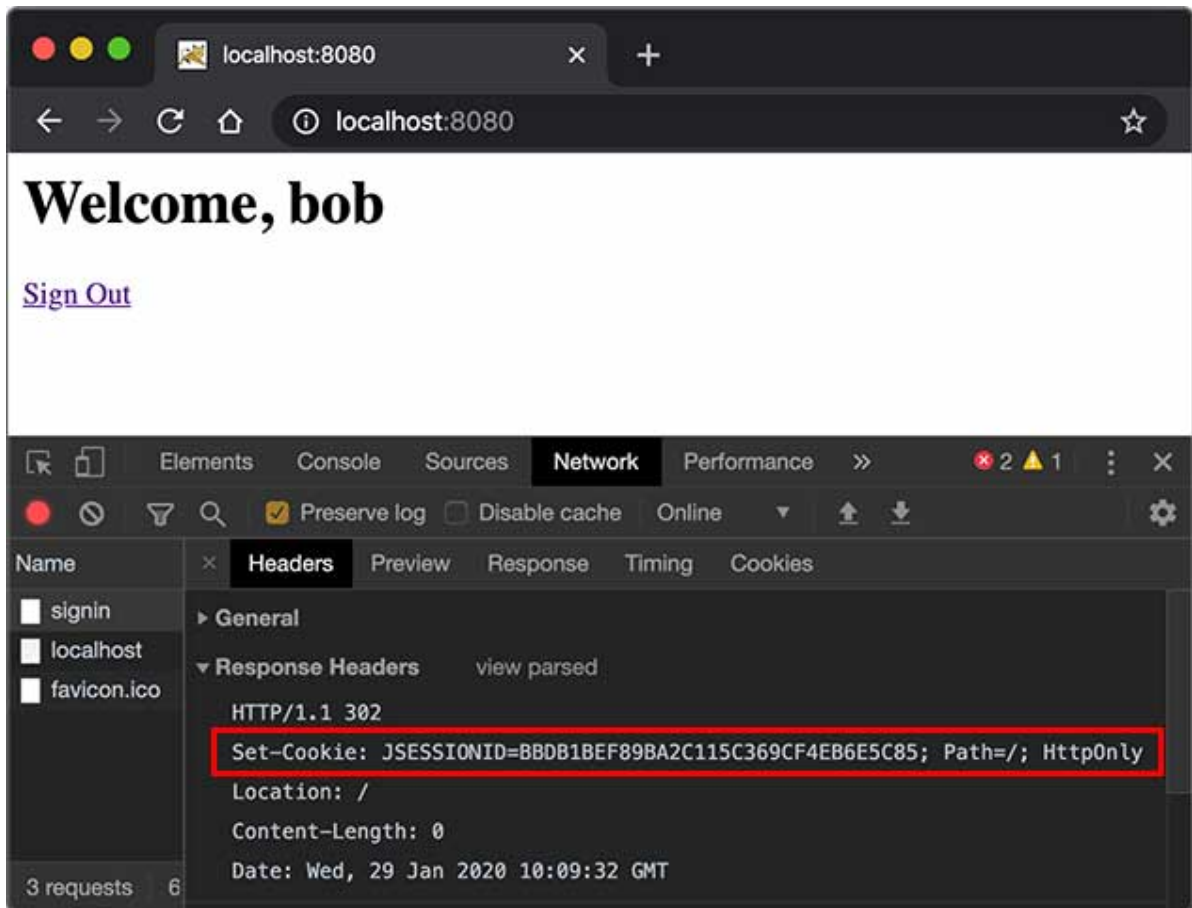 localhost:8080
localhost:8080
Welcome, bob
Sign Out
Elements Console Sources Network Performance » 2 1
Preserve log Disable cache Online
Name Headers Preview Response Timing Cookies
signin
General
localhost
Response Headers view parsed
favicon.ico
HTTP/1.1 302
Set-Cookie: JSESSIONID=BBDB1BEF89BA2C115C369CF4EB6E5C85; Path=/; HttpOnly
Location: /
Content-Length: 0
Date: Wed, 29 Jan 2020 10:09:32 GMT
3 requests 6